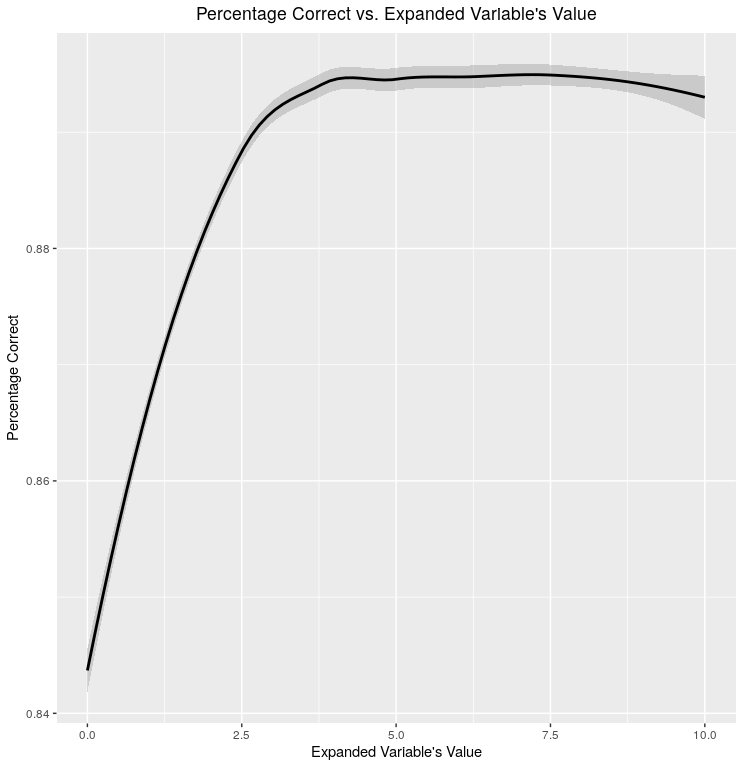 Percentage Correct vs. Expanded Variable's Value
Percentage Correct
0.88
0.86
0.84
0.0 2.5 5.0 7.5 10.0
Expanded Variable's Value